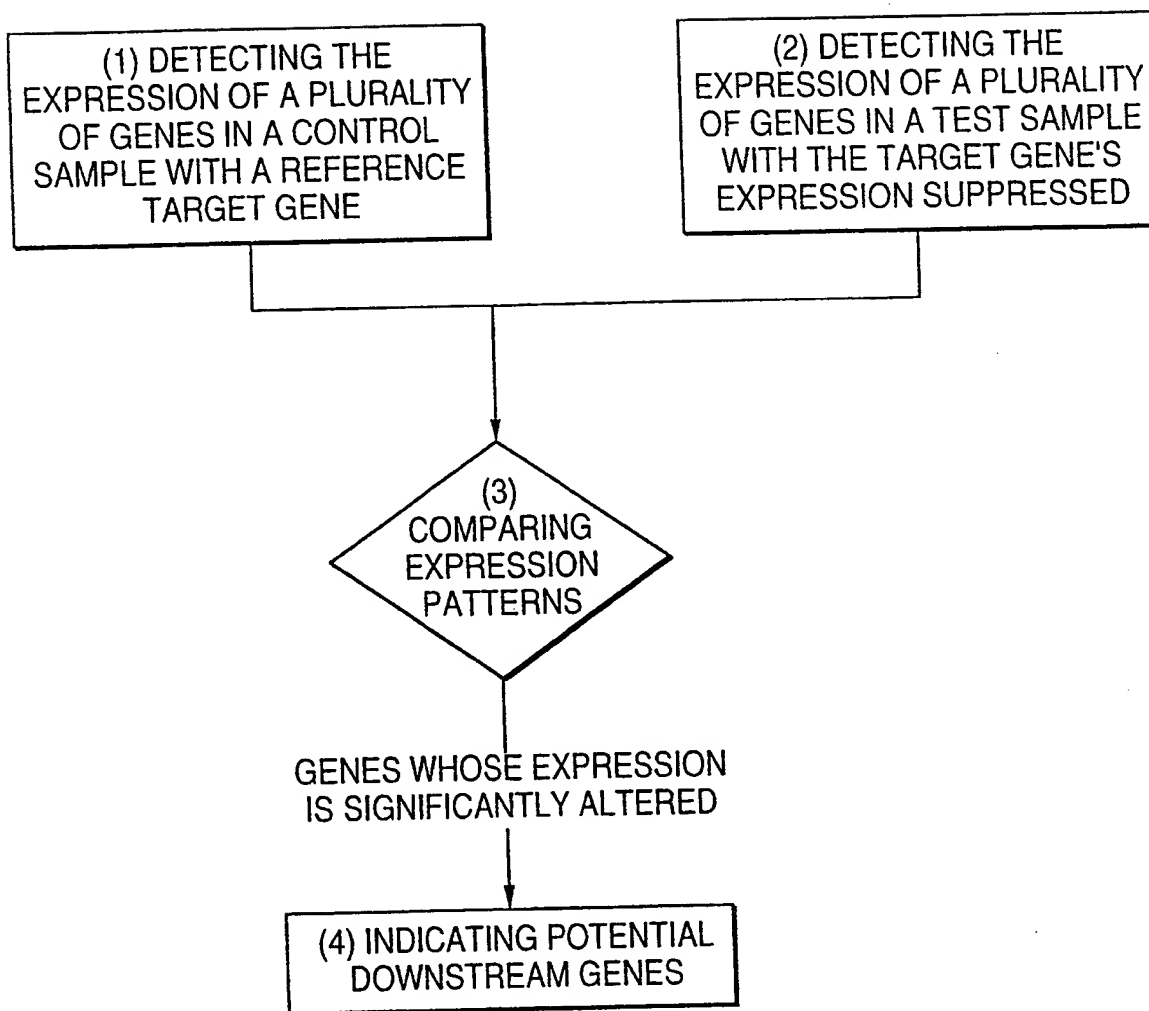 (1) DETECTING THE
EXPRESSION OF A PLURALITY
OF GENES IN A CONTROL
SAMPLE WITH A REFERENCE
TARGET GENE
(2) DETECTING THE
EXPRESSION OF A PLURALITY
OF GENES IN A TEST SAMPLE
WITH THE TARGET GENE'S
EXPRESSION SUPPRESSED
(3)
COMPARING
EXPRESSION
PATTERNS
GENES WHOSE EXPRESSION
IS SIGNIFICANTLY ALTERED
(4) INDICATING POTENTIAL
DOWNSTREAM GENES